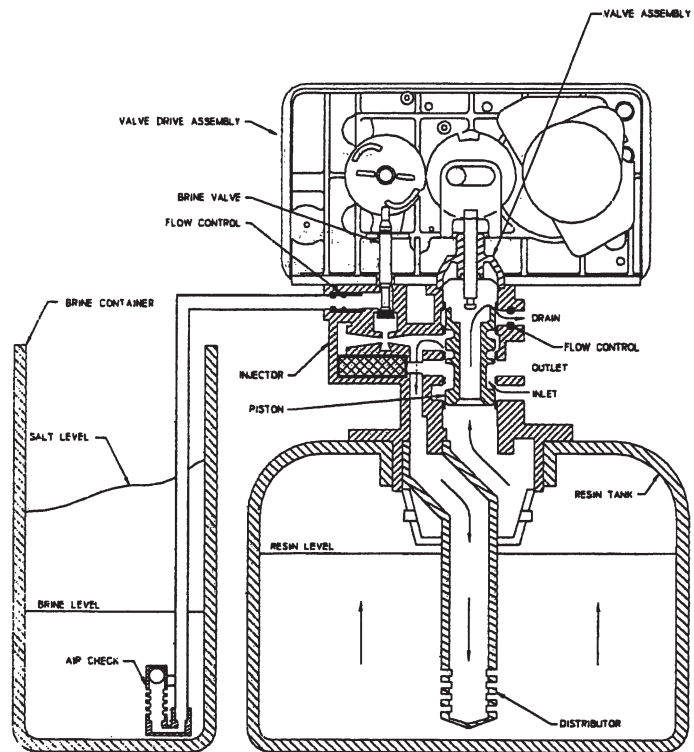 VALVE ASSEMBLY
VALVE DRIVE ASSEMBLY
BRINE VALVE
FLOW CONTROL
BRINE CONTAINER
DRAIN
FLOW CONTROL
INJECTOR
OUTLET
INLET
PISTON
SALT LEVEL
RESIN TANK
RESIN LEVEL
BRINE LEVEL
AIR CHECK
DISTRIBUTOR